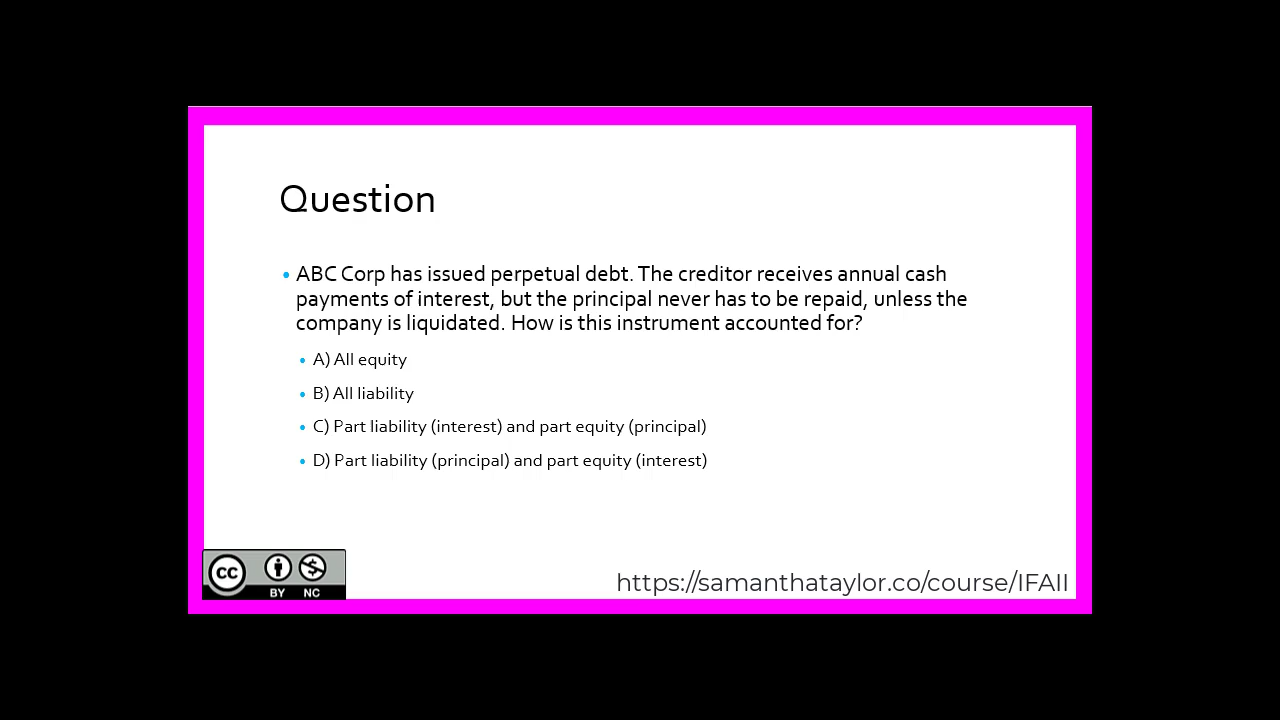 Question
• ABC Corp has issued perpetual debt. The creditor receives annual cash
payments of interest, but the principal never has to be repaid, unless the
company is liquidated. How is this instrument accounted for?
• A) All equity
• B) All liability
• C) Part liability (interest) and part equity (principal)
• D) Part liability (principal) and part equity (interest)
cc
BY NC
https://samanthataylor.co/course/IFAII